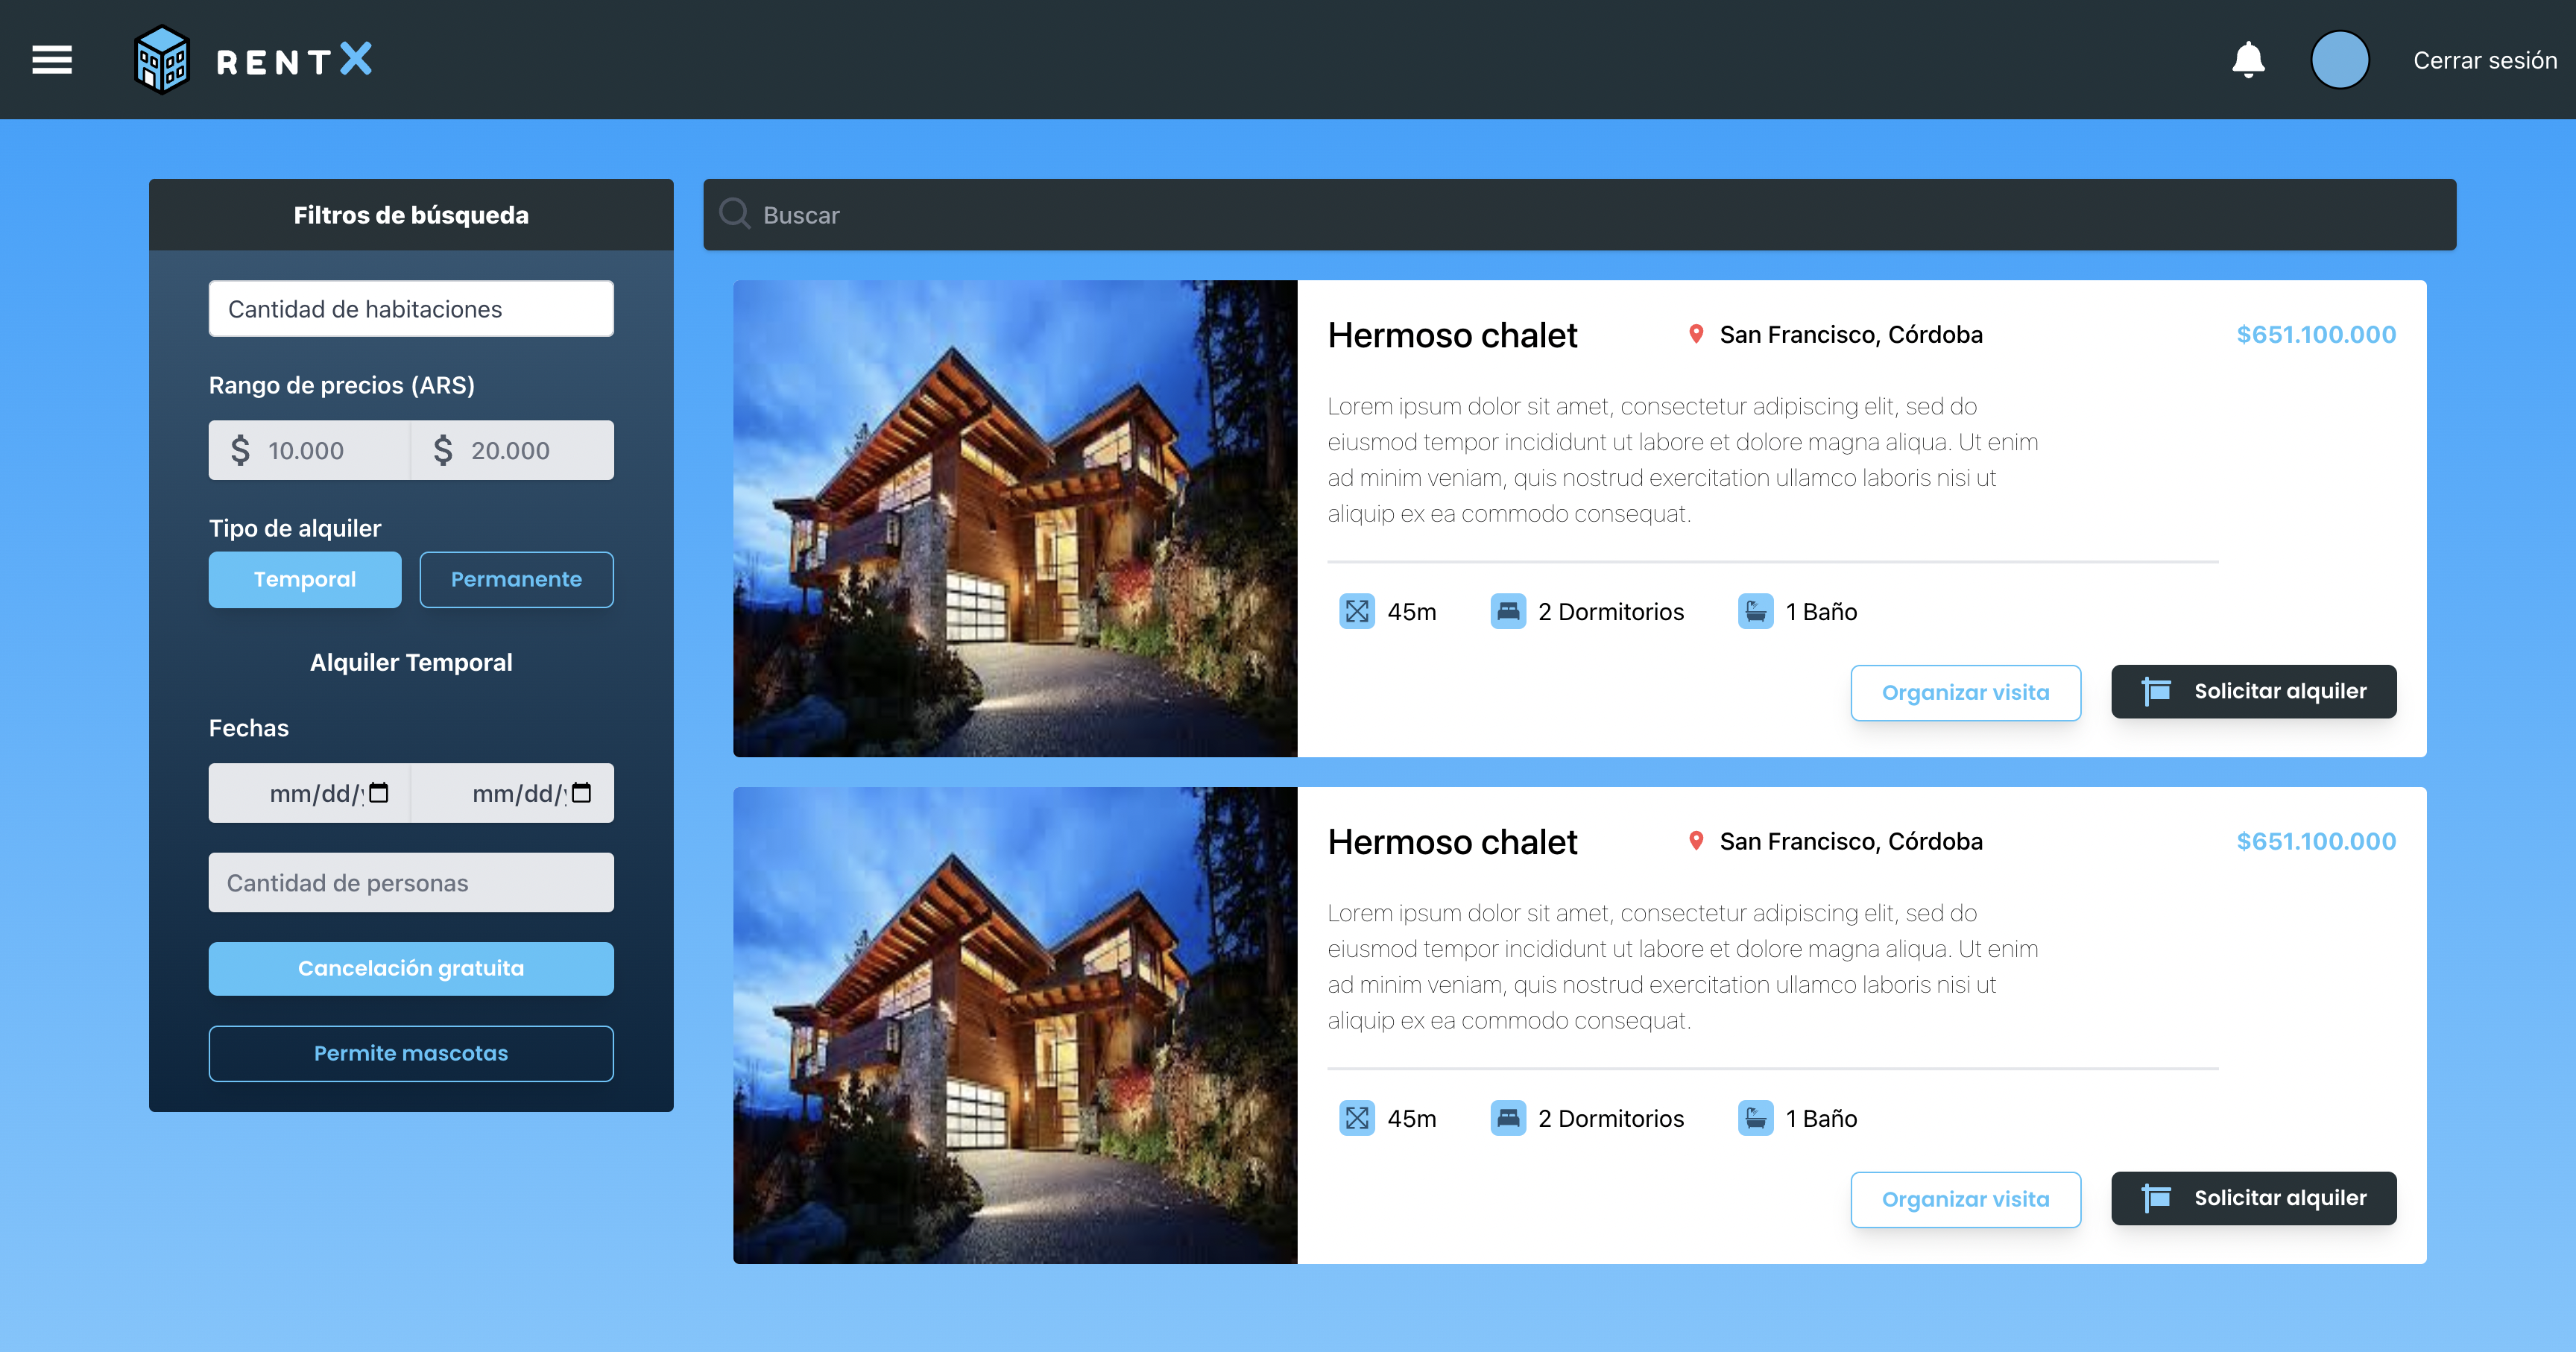 RENTX
Cerrar sesión
Filtros de búsqueda
Cantidad de habitaciones
Rango de precios (ARS)
$ 10.000 $ 20.000
Tipo de alquiler
Temporal Permanente
Alquiler Temporal
Fechas
mm/dd/ mm/dd/
Cantidad de personas
Cancelación gratuita
Permite mascotas
Buscar
Hermoso chalet San Francisco, Córdoba $651.100.000
Lorem ipsum dolor sit amet, consectetur adipiscing elit, sed do
eiusmod tempor incididunt ut labore et dolore magna aliqua. Ut enim
ad minim veniam, quis nostrud exercitation ullamco laboris nisi ut
aliquip ex ea commodo consequat.
45m 2 Dormitorios 1 Baño
Organizar visita Solicitar alquiler
Hermoso chalet San Francisco, Córdoba $651.100.000
Lorem ipsum dolor sit amet, consectetur adipiscing elit, sed do
eiusmod tempor incididunt ut labore et dolore magna aliqua. Ut enim
ad minim veniam, quis nostrud exercitation ullamco laboris nisi ut
aliquip ex ea commodo consequat.
45m 2 Dormitorios 1 Baño
Organizar visita Solicitar alquiler